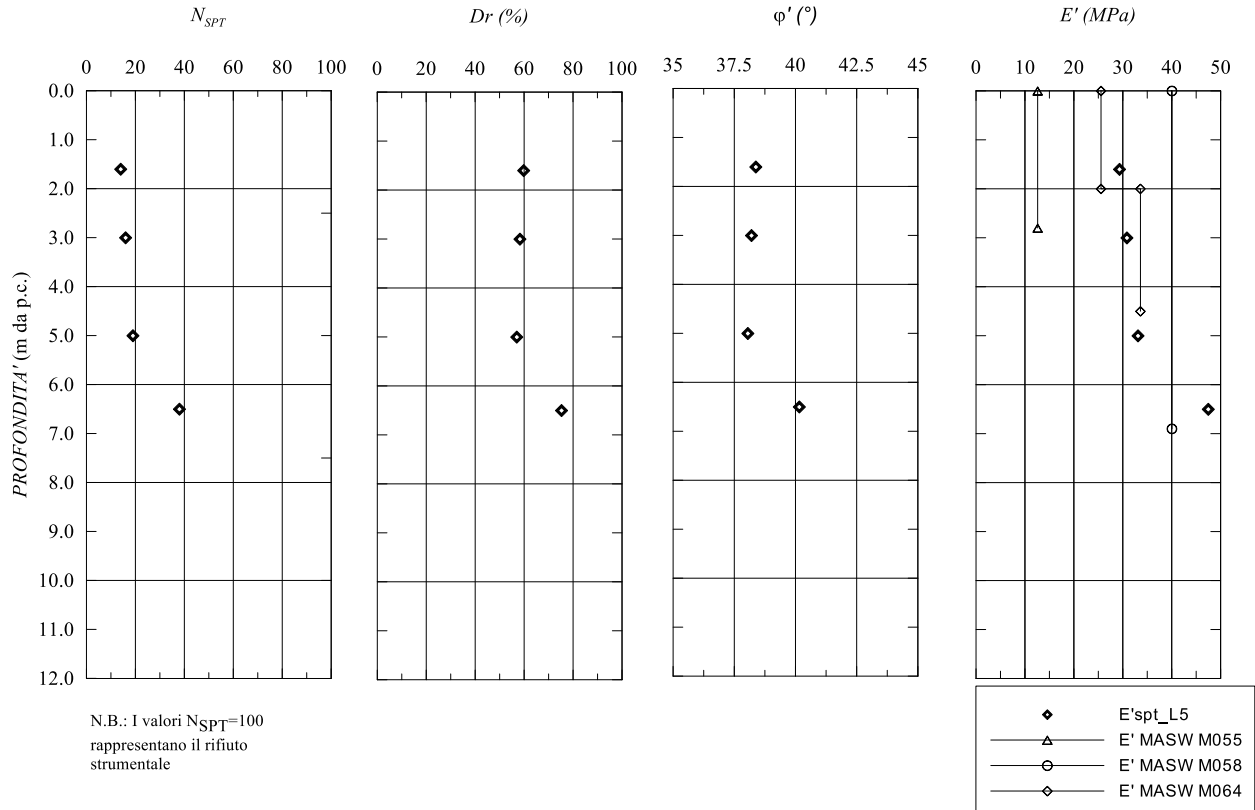 N_SPT
Dr (%)
φ' (°)
E' (MPa)
0 20 40 60 80 100
0 20 40 60 80 100
35 37.5 40 42.5 45
0 10 20 30 40 50
PROFONDITA' (m da p.c.)
0.0
1.0
2.0
3.0
4.0
5.0
6.0
7.0
8.0
9.0
10.0
11.0
12.0
N.B.: I valori N_SPT=100
rappresentano il rifiuto
strumentale
E'spt_L5
E' MASW M055
E' MASW M058
E' MASW M064